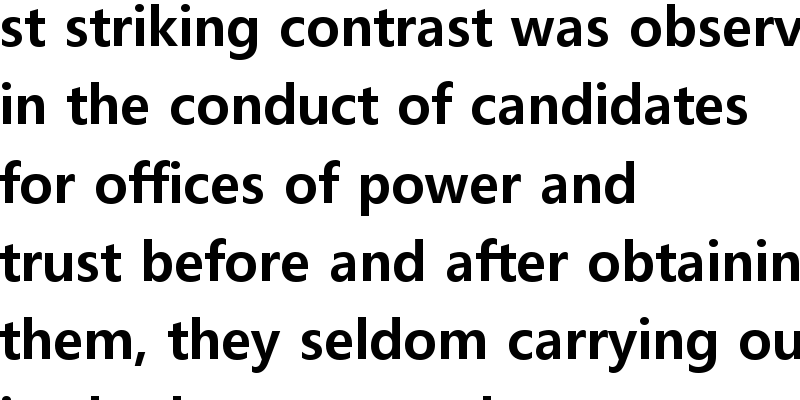 st striking contrast was observ
in the conduct of candidates
for offices of power and
trust before and after obtainin
them, they seldom carrying ou